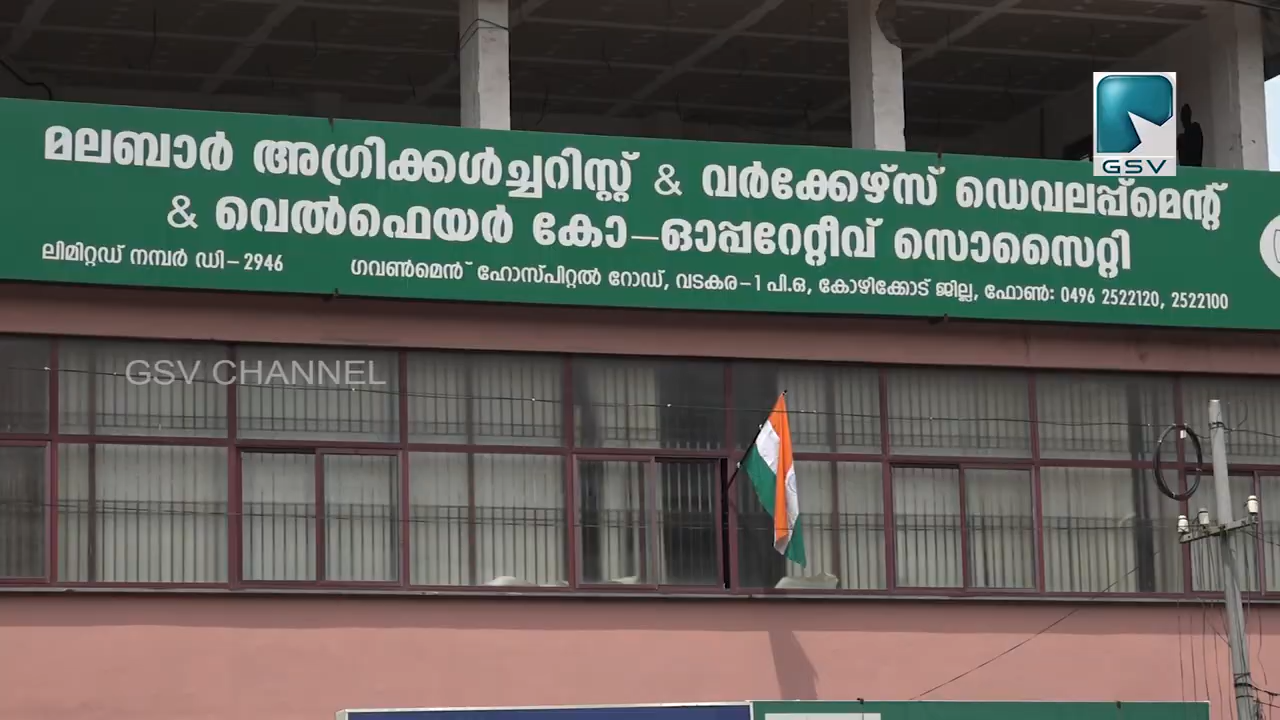 മലബാർ അഗ്രിക്കൾച്ചറിസ്റ്റ് & വർക്കേഴ്സ് ഡെവലപ്പ്മെന്റ്
& വെൽഫെയർ കോ-ഓപ്പറേറ്റീവ് സൊസൈറ്റി
ലിമിറ്റഡ് നമ്പർ ഡി-2946 ഗവൺമെന്റ് ഹോസ്പിറ്റൽ റോഡ്, വടകര-1 പി.ഒ, കോഴിക്കോട് ജില്ല, ഫോൺ: 0496 2522120, 2522100
GSV
GSV CHANNEL